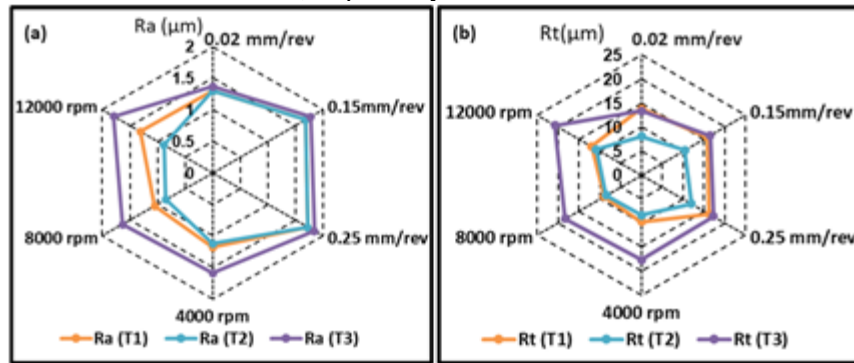 (a)
Ra (µm)
0.02 mm/rev
2
1.5
1
0.5
0
12000 rpm
0.15mm/rev
8000 rpm
0.25 mm/rev
4000 rpm
Ra (T1) Ra (T2) Ra (T3)
(b)
Rt(µm)
0.02 mm/rev
25
20
15
10
5
0
12000 rpm
0.15mm/rev
8000 rpm
0.25 mm/rev
4000 rpm
Rt (T1) Rt (T2) Rt (T3)